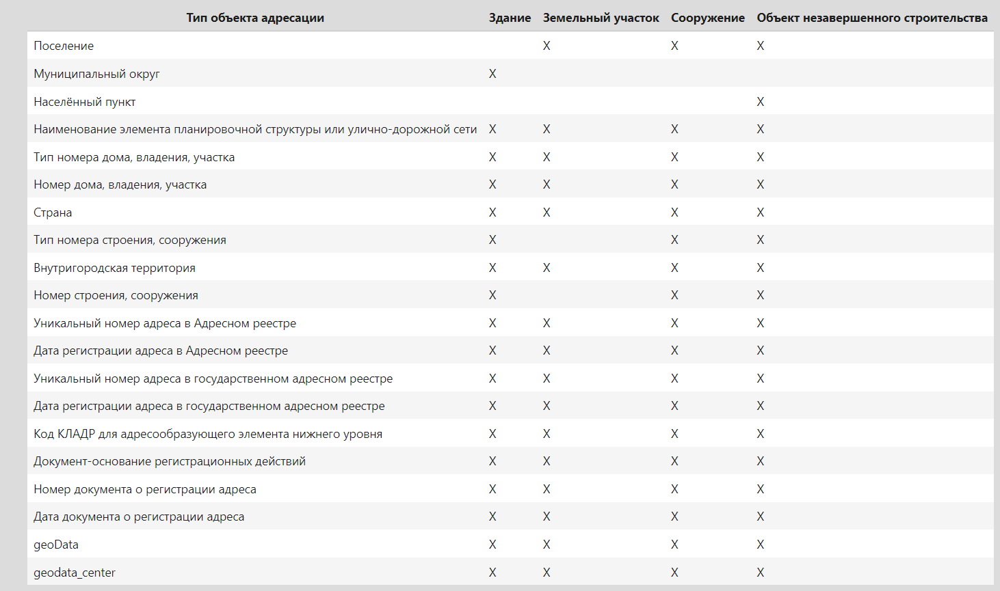 Тип объекта адресации Здание Земельный участок Сооружение Объект незавершенного строительства
Поселение X X X
Муниципальный округ X
Населённый пункт X
Наименование элемента планировочной структуры или улично-дорожной сети X X X X
Тип номера дома, владения, участка X X X X
Номер дома, владения, участка X X X X
Страна X X X X
Тип номера строения, сооружения X X X
Внутригородская территория X X X X
Номер строения, сооружения X X X
Уникальный номер адреса в Адресном реестре X X X X
Дата регистрации адреса в Адресном реестре X X X X
Уникальный номер адреса в государственном адресном реестре X X X X
Дата регистрации адреса в государственном адресном реестре X X X X
Код КЛАДР для адресообразующего элемента нижнего уровня X X X X
Документ-основание регистрационных действий X X X X
Номер документа о регистрации адреса X X X X
Дата документа о регистрации адреса X X X X
geoData X X X X
geodata_center X X X X